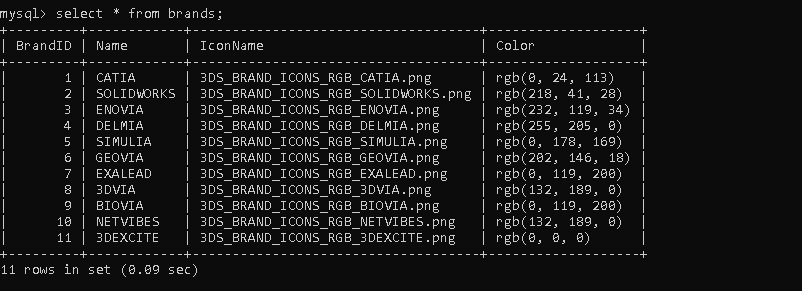 mysql> select * from brands;
+---------+------------+-----------------------------------+-------------------+
| BrandID | Name       | IconName                          | Color             |
+---------+------------+-----------------------------------+-------------------+
|       1 | CATIA      | 3DS_BRAND_ICONS_RGB_CATIA.png      | rgb(0, 24, 113)   |
|       2 | SOLIDWORKS | 3DS_BRAND_ICONS_RGB_SOLIDWORKS.png | rgb(218, 41, 28)  |
|       3 | ENOVIA     | 3DS_BRAND_ICONS_RGB_ENOVIA.png     | rgb(232, 119, 34) |
|       4 | DELMIA     | 3DS_BRAND_ICONS_RGB_DELMIA.png     | rgb(255, 205, 0)  |
|       5 | SIMULIA    | 3DS_BRAND_ICONS_RGB_SIMULIA.png    | rgb(0, 178, 169)  |
|       6 | GEOVIA     | 3DS_BRAND_ICONS_RGB_GEOVIA.png     | rgb(202, 146, 18) |
|       7 | EXALEAD    | 3DS_BRAND_ICONS_RGB_EXALEAD.png    | rgb(0, 119, 200)  |
|       8 | 3DVIA      | 3DS_BRAND_ICONS_RGB_3DVIA.png      | rgb(132, 189, 0)  |
|       9 | BIOVIA     | 3DS_BRAND_ICONS_RGB_BIOVIA.png     | rgb(0, 119, 200)  |
|      10 | NETVIBES   | 3DS_BRAND_ICONS_RGB_NETVIBES.png   | rgb(132, 189, 0)  |
|      11 | 3DEXCITE   | 3DS_BRAND_ICONS_RGB_3DEXCITE.png   | rgb(0, 0, 0)      |
+---------+------------+-----------------------------------+-------------------+
11 rows in set (0.09 sec)